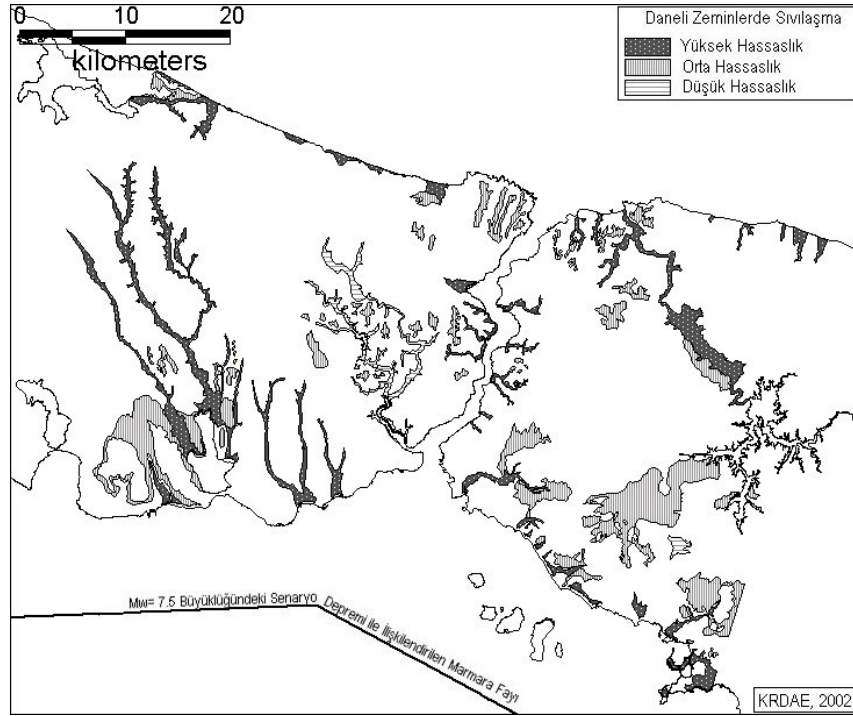 0 10 20
kilometers
Daneli Zeminlerde Sıvılaşma
Yüksek Hassaslık
Orta Hassaslık
Düşük Hassaslık
Mw= 7.5 Büyüklüğündeki Senaryo Depremi ile İlişkilendirilen Marmara Fayı
KRDAE, 2002